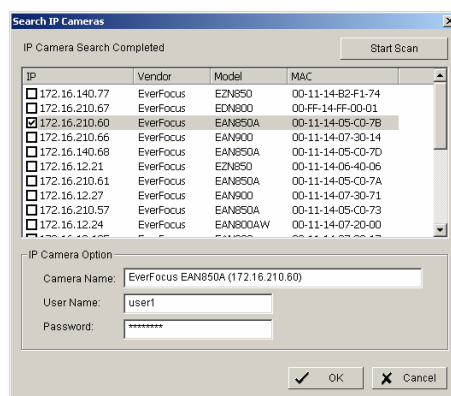 Search IP Cameras
IP Camera Search Completed Start Scan
IP Vendor Model MAC
172.16.140.77 EverFocus EZN850 00-11-14-B2-F1-74
172.16.210.67 EverFocus EDN800 00-FF-14-FF-00-01
172.16.210.60 EverFocus EAN850A 00-11-14-05-C0-7B
172.16.210.66 EverFocus EAN900 00-11-14-07-30-14
172.16.140.68 EverFocus EAN850A 00-11-14-05-C0-7D
172.16.12.21 EverFocus EZN850 00-11-14-06-40-06
172.16.210.61 EverFocus EAN850A 00-11-14-05-C0-7A
172.16.12.27 EverFocus EAN900 00-11-14-07-30-71
172.16.210.57 EverFocus EAN850A 00-11-14-05-C0-73
172.16.12.24 EverFocus EAN800AW 00-11-14-07-20-00
IP Camera Option
Camera Name: EverFocus EAN850A (172.16.210.60)
User Name: user1
Password: ********
OK Cancel